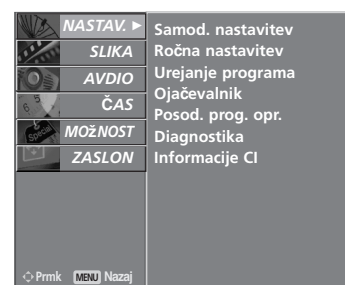 NASTAV. ►
SLIKA
AVDIO
ČAS
MOžNOST
ZASLON
Samod. nastavitev
Ročna nastavitev
Urejanje programa
Ojačevalnik
Posod. prog. opr.
Diagnostika
Informacije CI
Prmk MENU Nazaj